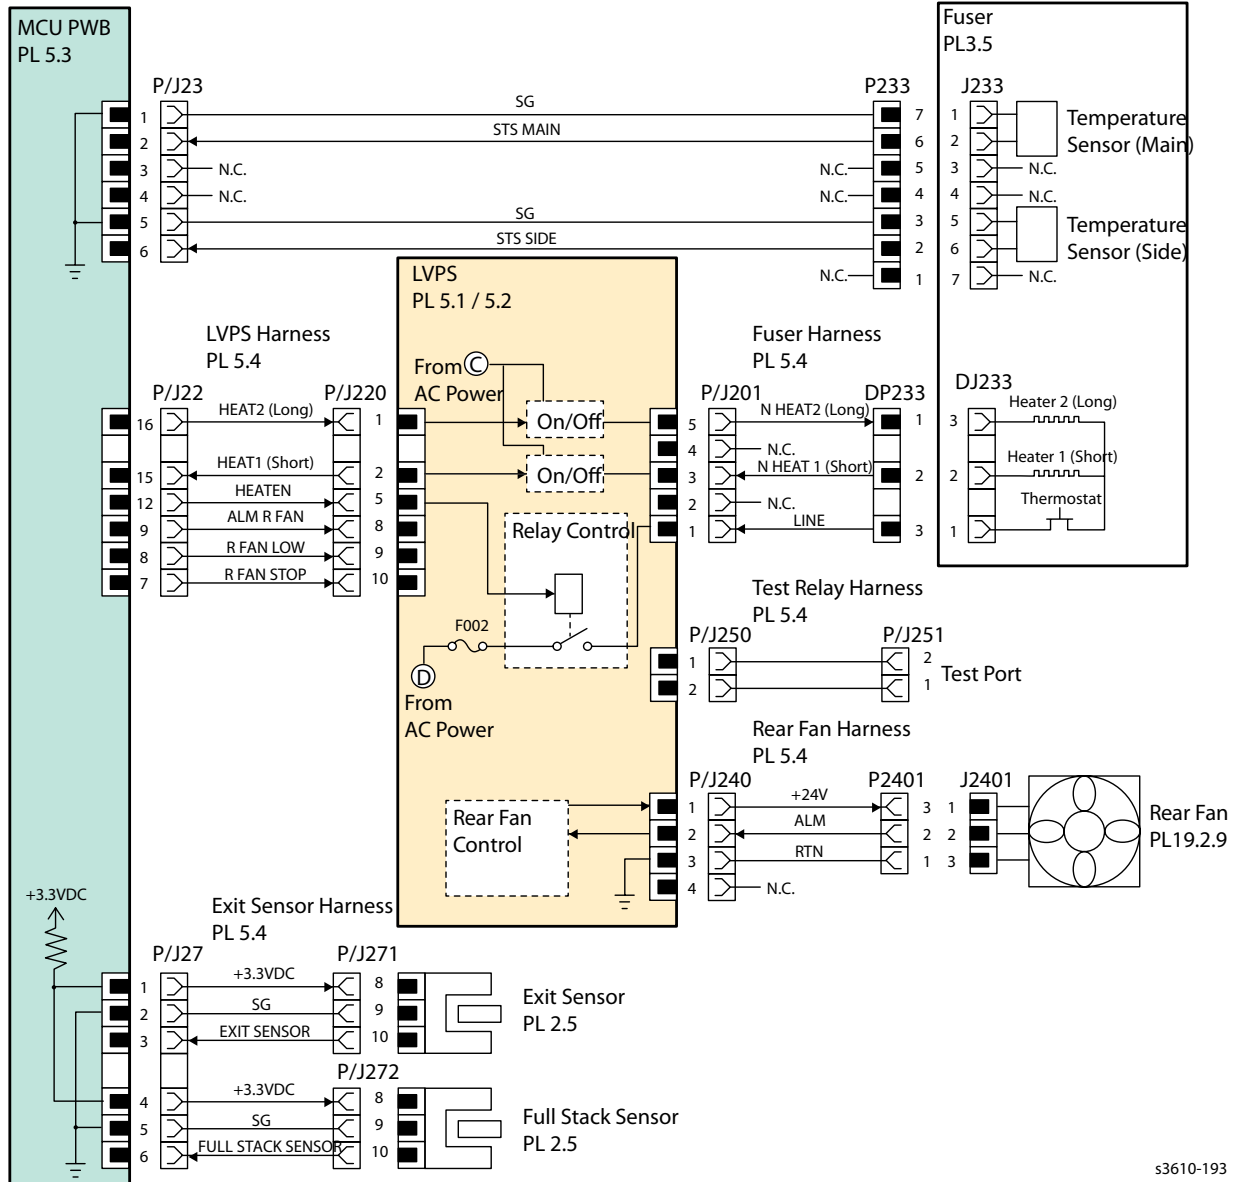 MCU PWB
PL 5.3
Fuser
PL3.5
P/J23
P233
J233
1 SG 7 1
2 STS MAIN 6 2
Temperature
Sensor (Main)
3 N.C. N.C. 5 3 N.C.
4 N.C. N.C. 4 4 N.C.
5 SG 3 5
6 STS SIDE 2 6
Temperature
Sensor (Side)
N.C. 1 7 N.C.
LVPS
PL 5.1 / 5.2
LVPS Harness
PL 5.4
Fuser Harness
PL 5.4
From C
AC Power
P/J22
P/J220
P/J201
DP233
DJ233
16 HEAT2 (Long) 1
On/Off
5 N HEAT2 (Long) 1 3
Heater 2 (Long)
4 N.C.
15 HEAT1 (Short) 2
On/Off
3 N HEAT 1 (Short) 2 2
Heater 1 (Short)
12 HEATEN 5
2 N.C.
Thermostat
9 ALM R FAN 8
Relay Control
1 LINE 3 1
8 R FAN LOW 9
7 R FAN STOP 10
Test Relay Harness
PL 5.4
F002
P/J250
P/J251
1 2
2 1
Test Port
D
From
AC Power
Rear Fan Harness
PL 5.4
P/J240
P2401
J2401
Rear Fan
Control
1 +24V 3 1
2 ALM 2 2
3 RTN 1 3
4 N.C.
Rear Fan
PL19.2.9
+3.3VDC
Exit Sensor Harness
PL 5.4
P/J27
P/J271
1 +3.3VDC 8
2 SG 9
3 EXIT SENSOR 10
Exit Sensor
PL 2.5
P/J272
4 +3.3VDC 8
5 SG 9
6 FULL STACK SENSOR 10
Full Stack Sensor
PL 2.5
s3610-193